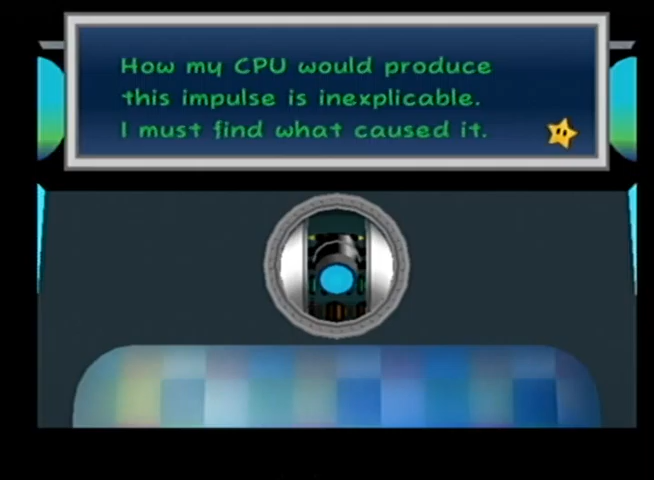 How my CPU would produce
this impulse is inexplicable.
I must find what caused it.